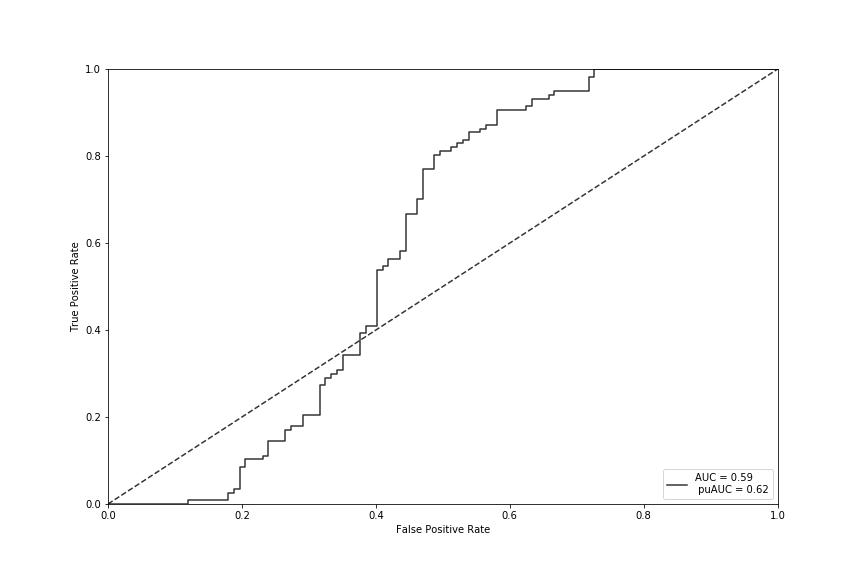 1.0
0.8
0.6
0.4
0.2
0.0
True Positive Rate
0.0 0.2 0.4 0.6 0.8 1.0
False Positive Rate
AUC = 0.59
puAUC = 0.62